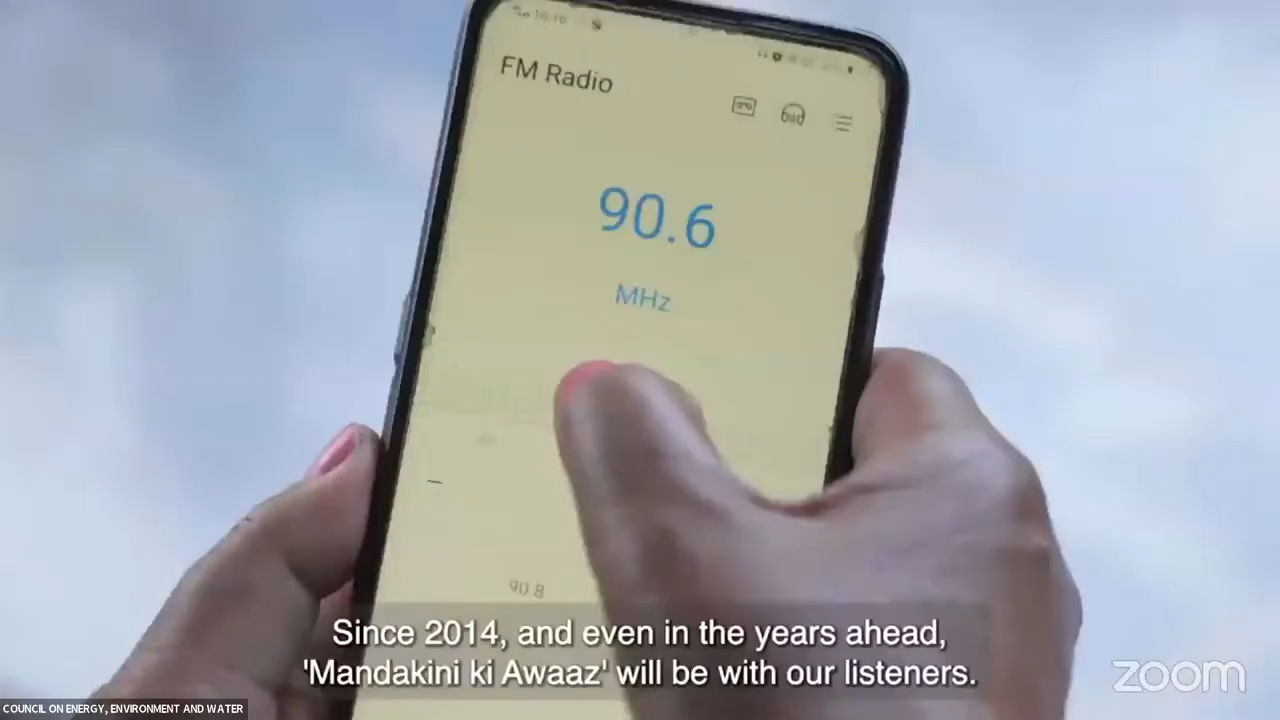 FM Radio
90.6
MHz
90.8
Since 2014, and even in the years ahead,
'Mandakini ki Awaaz' will be with our listeners.
zoom
COUNCIL ON ENERGY, ENVIRONMENT AND WATER